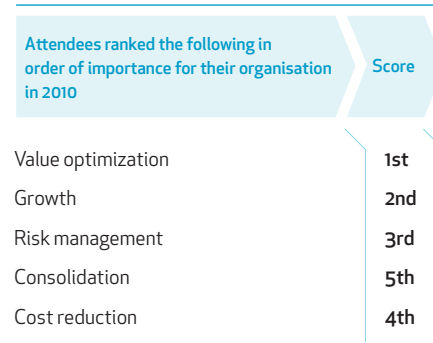 Attendees ranked the following in
order of importance for their organisation
in 2010
Score
Value optimization 1st
Growth 2nd
Risk management 3rd
Consolidation 5th
Cost reduction 4th